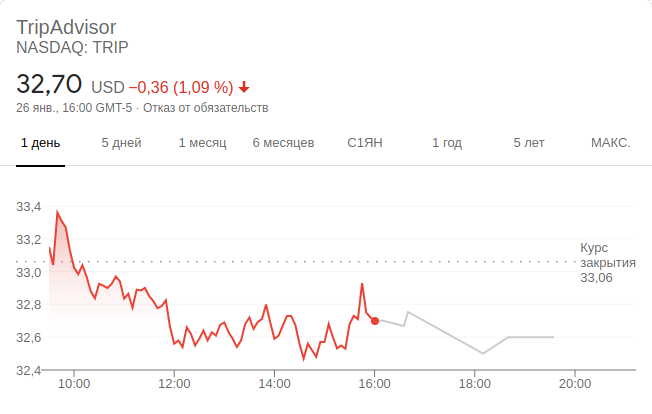 TripAdvisor
NASDAQ: TRIP
32,70 USD −0,36 (1,09 %)
26 янв., 16:00 GMT-5 · Отказ от обязательств
1 день 5 дней 1 месяц 6 месяцев С1ЯН 1 год 5 лет МАКС.
33,4
33,2
33,0
32,8
32,6
32,4
Курс
закрытия
33,06
10:00 12:00 14:00 16:00 18:00 20:00